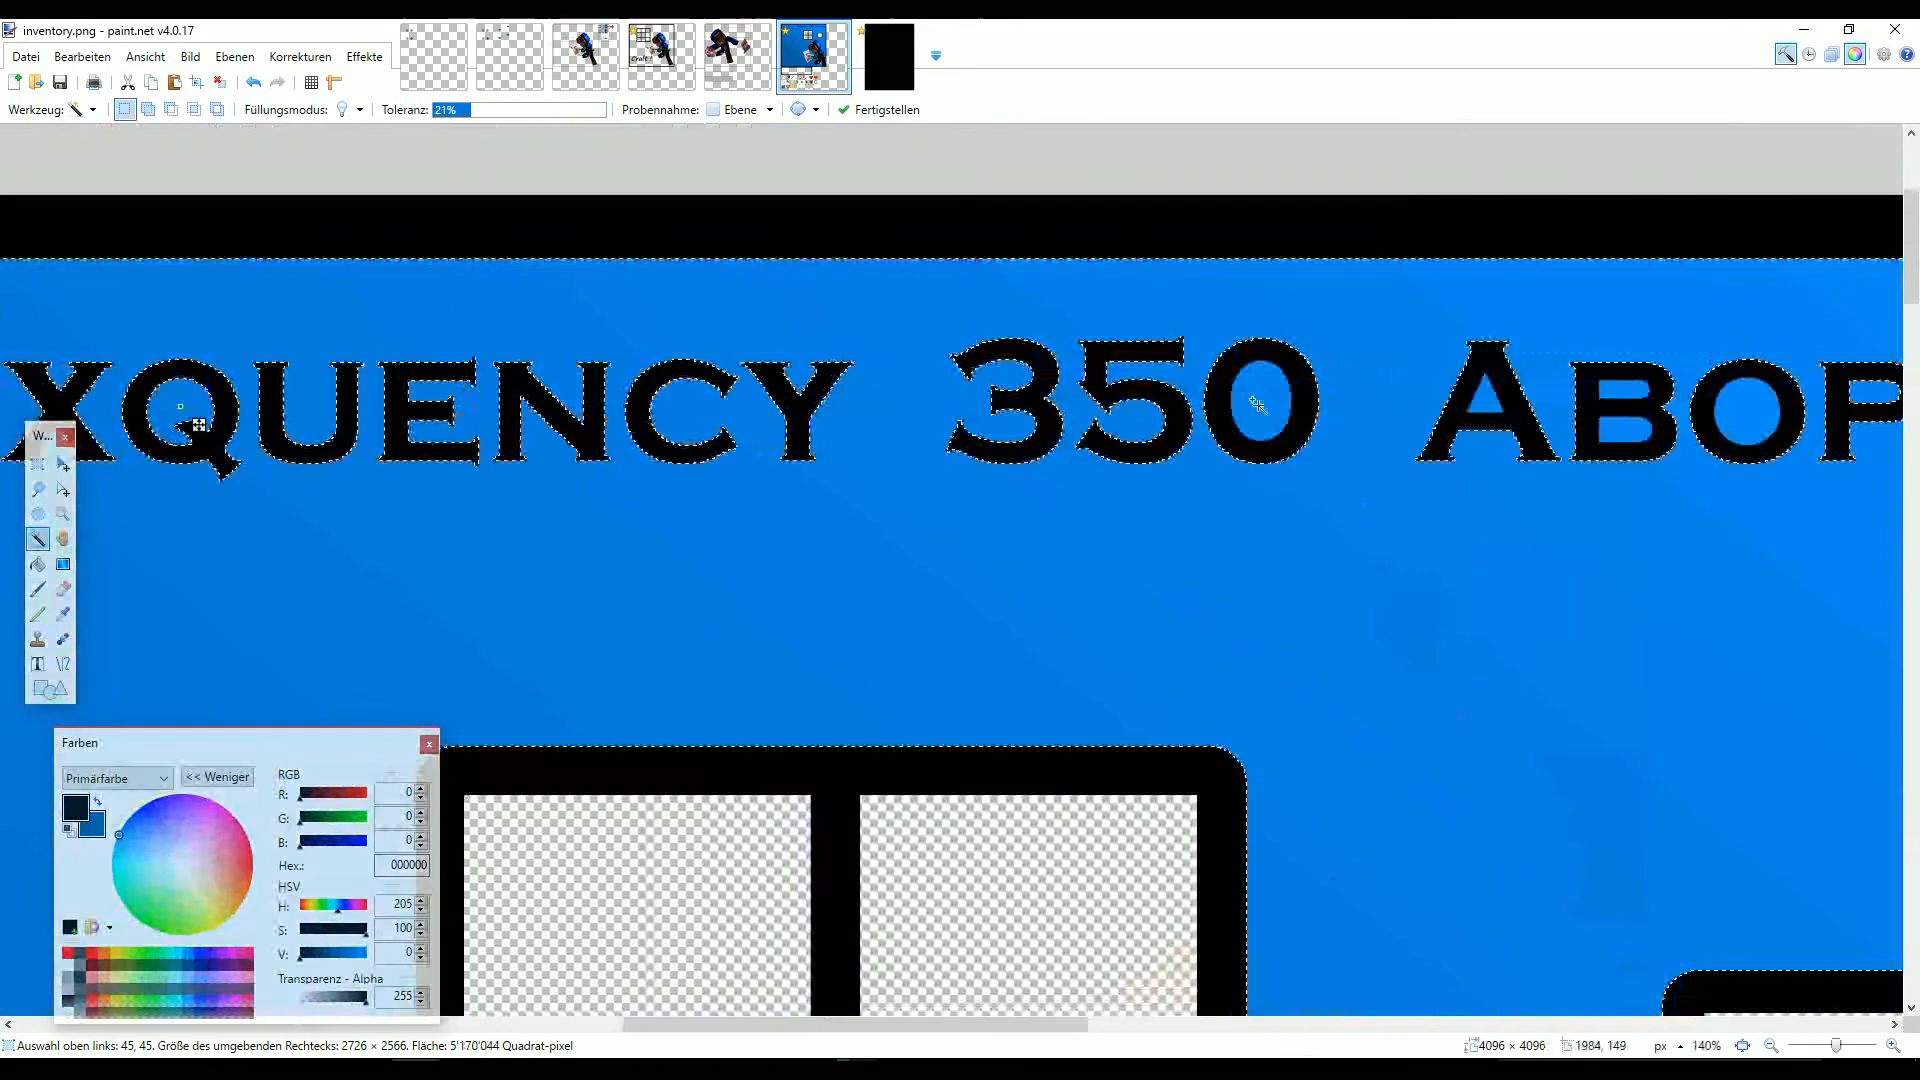 inventory.png - paint.net v4.0.17
Datei Bearbeiten Ansicht Bild Ebenen Korrekturen Effekte
Craft
Werkzeug: Füllungsmodus: Toleranz: 21% Probennahme: Ebene Fertigstellen
XQUENCY 350 ABOP
W...
Farben
Primärfarbe << Weniger
RGB
R: 0
G: 0
B: 0
Hex.: 000000
HSV
H: 205
S: 100
V: 0
Transparenz - Alpha
255
Auswahl oben links: 45, 45. Größe des umgebenden Rechtecks: 2726 × 2566. Fläche: 5'170'044 Quadrat-pixel 4096 × 4096 1984, 149 px 140%